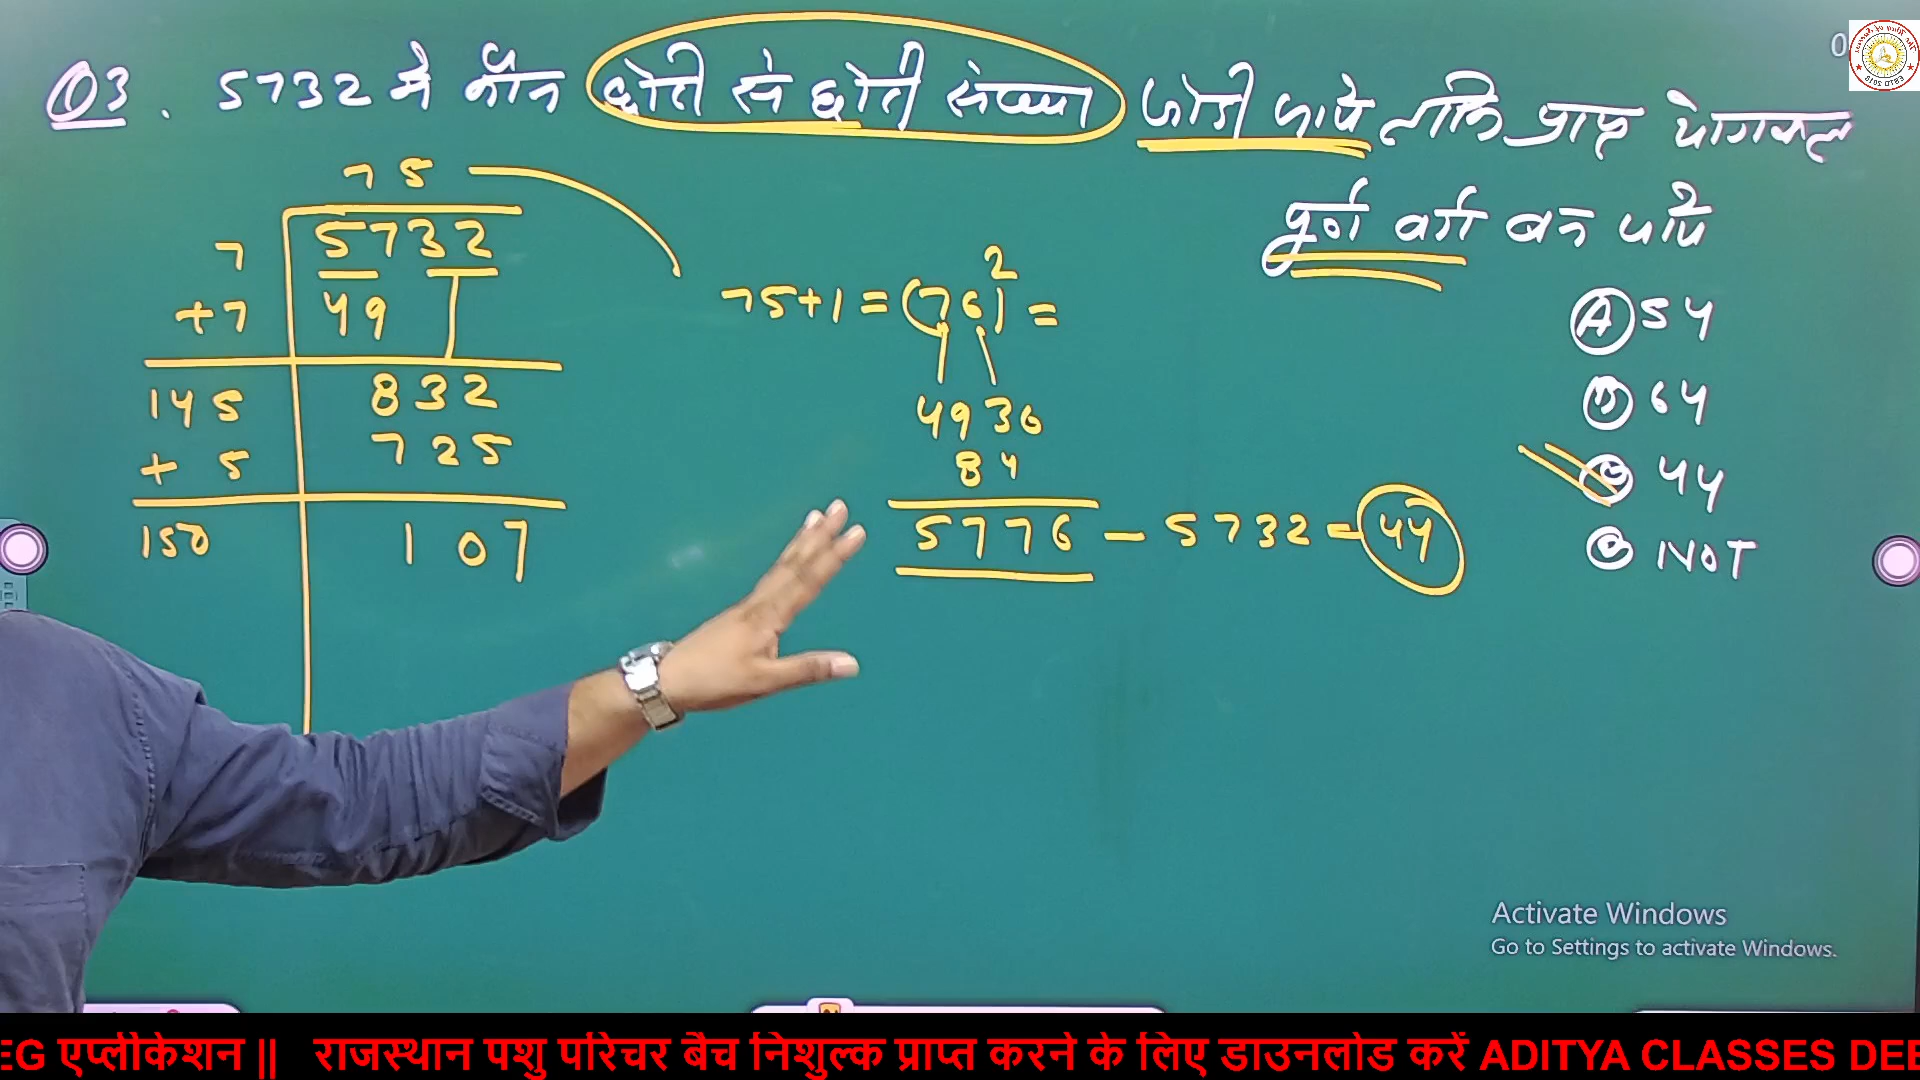 Q3. 5732 मे कौन छोटी से छोटी संख्या जोडी जाये ताकि प्राप्त योगफल
पूर्ण वर्ग बन जाये
75
7 5732
+7 49
145 832
+ 5 725
150 107
75+1 = (76)² =
4936
84
5776 - 5732 = 44
A 54
B 64
C 44
D NOT
Activate Windows
Go to Settings to activate Windows.
EG एप्लीकेशन || राजस्थान पशु परिचर बैच निशुल्क प्राप्त करने के लिए डाउनलोड करें ADITYA CLASSES DEE